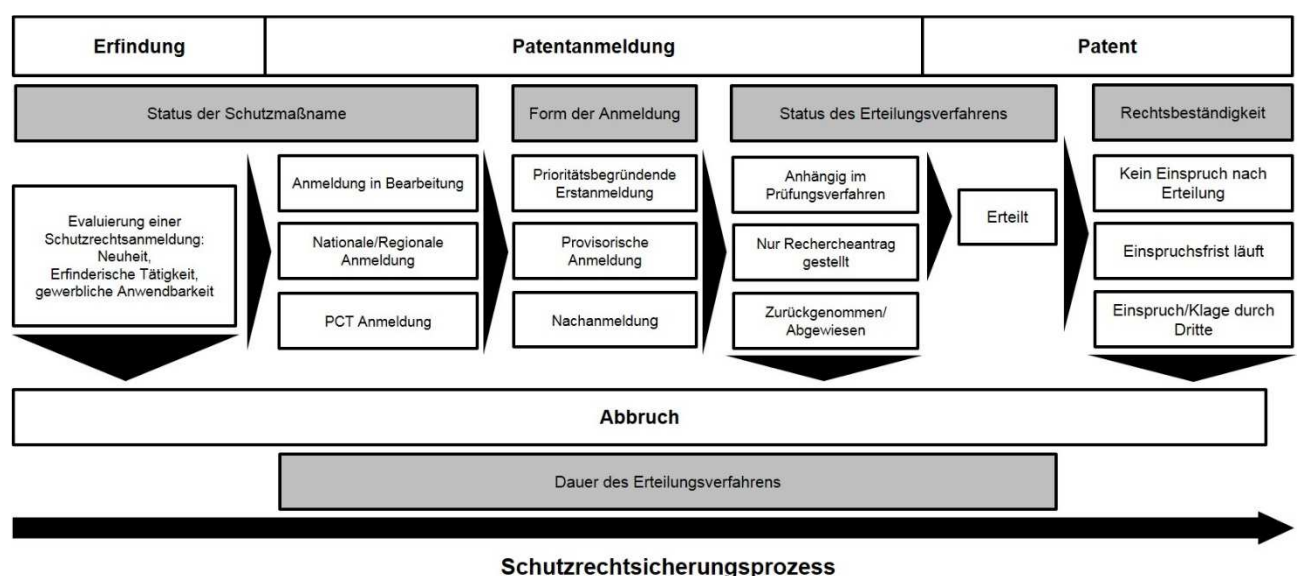 Erfindung
Patentanmeldung
Patent
Status der Schutzmaßname
Form der Anmeldung
Status des Erteilungsverfahrens
Rechtsbeständigkeit
Evaluierung einer
Schutzrechtsanmeldung:
Neuheit,
Erfinderische Tätigkeit,
gewerbliche Anwendbarkeit
Anmeldung in Bearbeitung
Nationale/Regionale
Anmeldung
PCT Anmeldung
Prioritätsbegründende
Erstanmeldung
Provisorische
Anmeldung
Nachanmeldung
Anhängig im
Prüfungsverfahren
Nur Rechercheantrag
gestellt
Zurückgenommen/
Abgewiesen
Erteilt
Kein Einspruch nach
Erteilung
Einspruchsfrist läuft
Einspruch/Klage durch
Dritte
Abbruch
Dauer des Erteilungsverfahrens
Schutzrechtsicherungsprozess